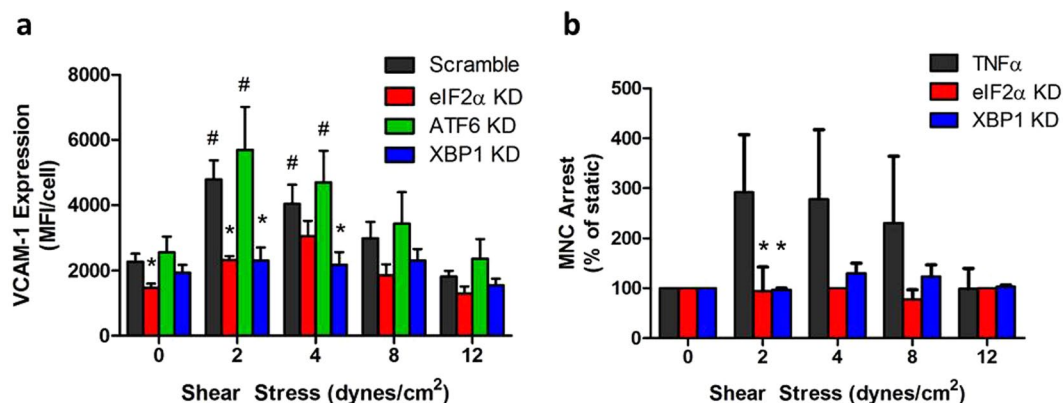 a
VCAM-1 Expression
(MFI/cell)
8000
6000
4000
2000
0
Scramble
eIF2α KD
ATF6 KD
XBP1 KD
# # # #
* * * *
0 2 4 8 12
Shear Stress (dynes/cm²)
b
MNC Arrest
(% of static)
500
400
300
200
100
0
TNFα
eIF2α KD
XBP1 KD
* *
0 2 4 8 12
Shear Stress (dynes/cm²)